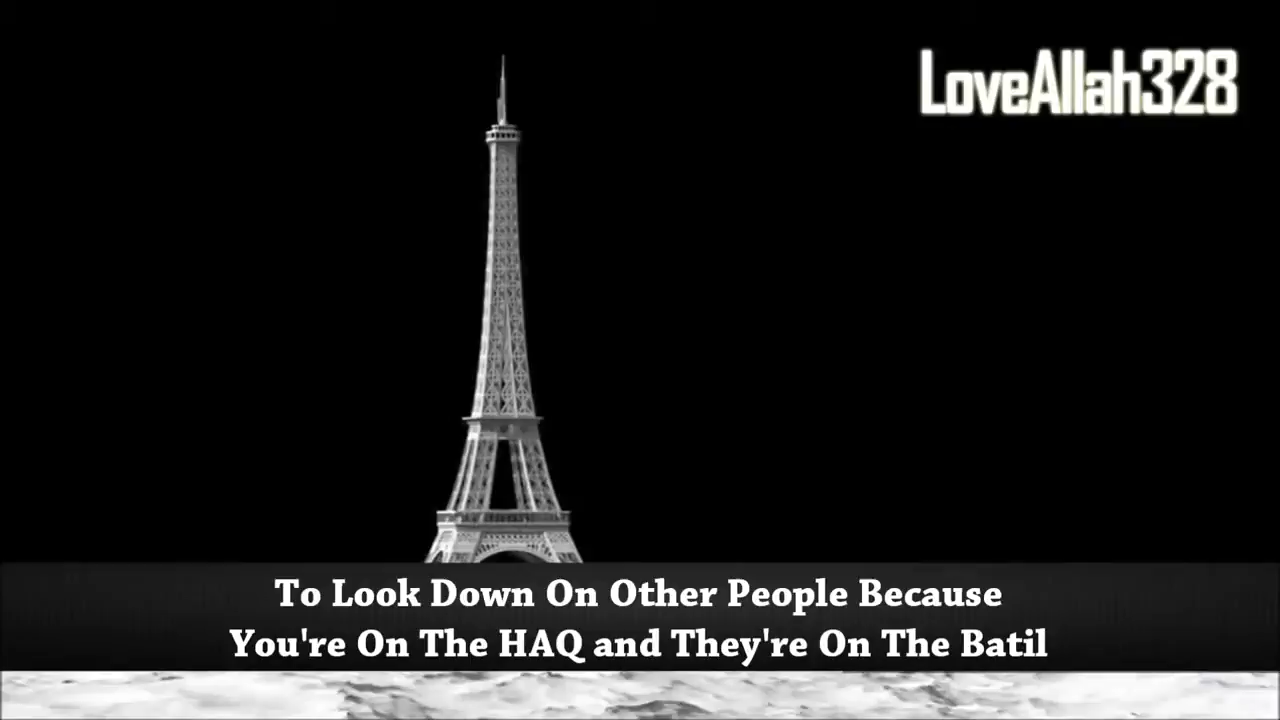 LoveAllah328
To Look Down On Other People Because
You're On The HAQ and They're On The Batil